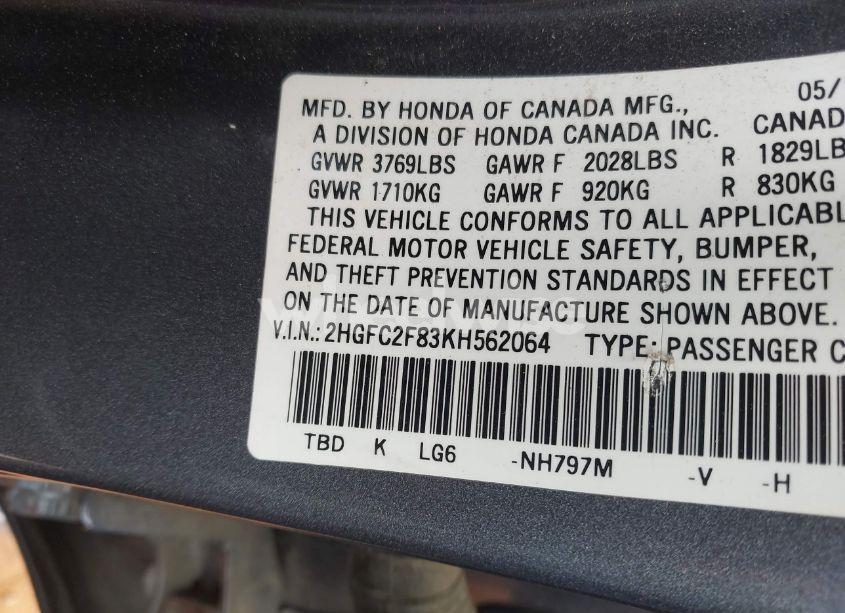 05/
MFD. BY HONDA OF CANADA MFG.,
A DIVISION OF HONDA CANADA INC. CANAD
GVWR 3769LBS GAWR F 2028LBS R 1829LB
GVWR 1710KG GAWR F 920KG R 830KG
THIS VEHICLE CONFORMS TO ALL APPLICABL
FEDERAL MOTOR VEHICLE SAFETY, BUMPER,
AND THEFT PREVENTION STANDARDS IN EFFECT
ON THE DATE OF MANUFACTURE SHOWN ABOVE.
V.I.N.: 2HGFC2F83KH562064 TYPE: PASSENGER C
TBD K LG6 -NH797M -V -H